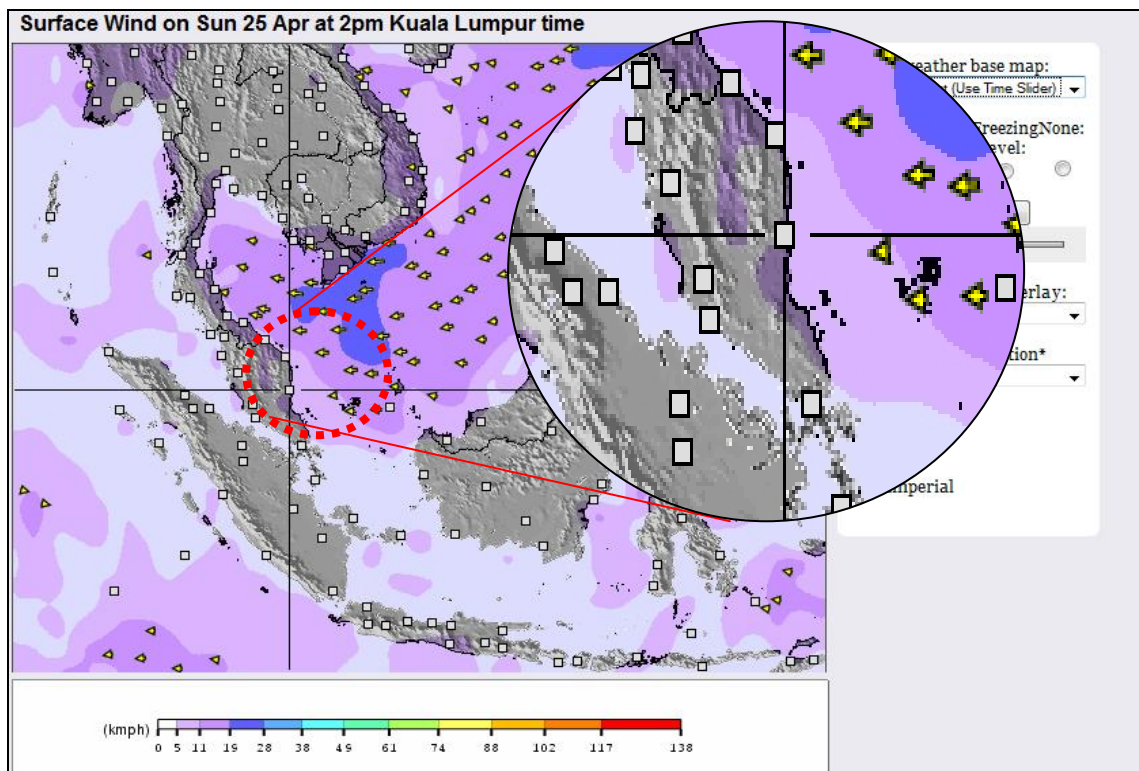 Surface Wind on Sun 25 Apr at 2pm Kuala Lumpur time
eather base map:
(Use Time Slider)
FreezingNone:
evel:
erlay:
tion*
mperial
(kmph)
0 5 11 19 28 38 49 61 74 88 102 117 138